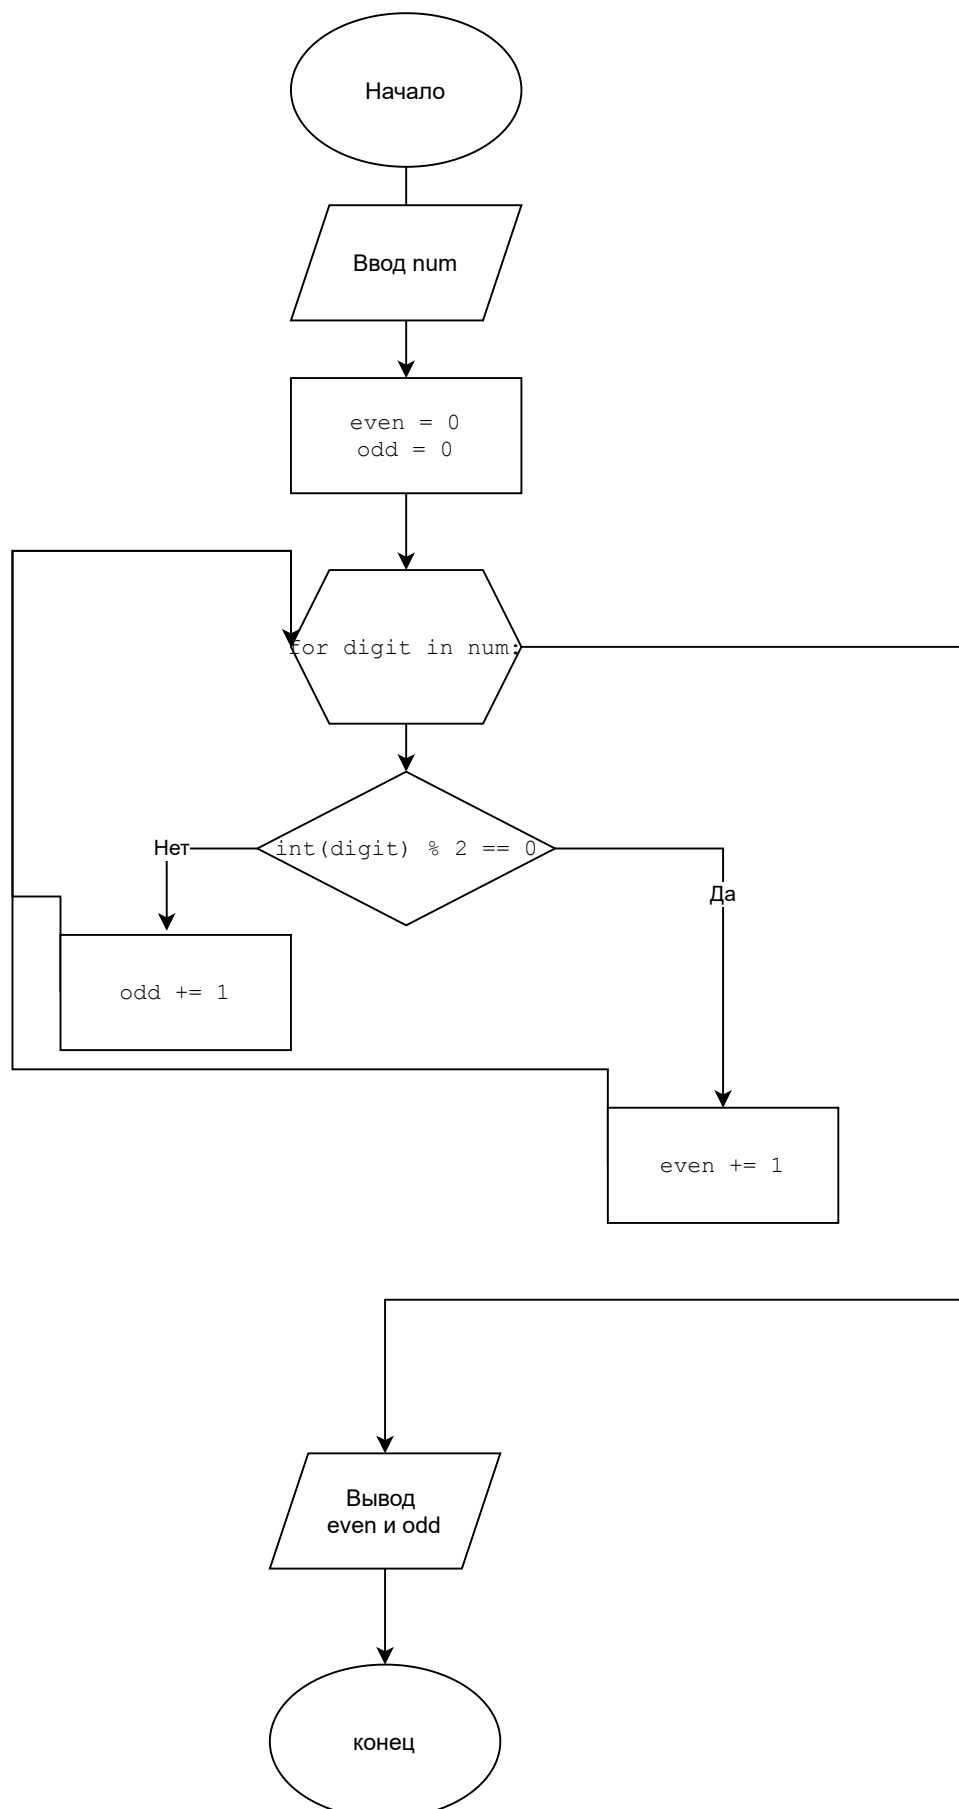 Начало
Ввод num
even = 0
odd = 0
for digit in num:
int(digit) % 2 == 0
Нет
Да
odd += 1
even += 1
Вывод
even и odd
конец